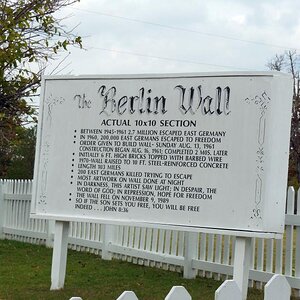 The Berlin Wall
ACTUAL 10x10 SECTION
• BETWEEN 1945-1961 2.7 MILLION ESCAPED EAST GERMANY
• IN 1960, 200,000 EAST GERMANS ESCAPED TO FREEDOM
• ORDER GIVEN TO BUILD WALL- SUNDAY AUG. 13, 1961
• CONSTRUCTION BEGAN AUG. 16, 1961; COMPLETED 2 MOS. LATER
• INITIALLY 6 FT. HIGH BRICKS TOPPED WITH BARBED WIRE
• 1970-WALL RAISED TO 10 FT. STEEL-REINFORCED CONCRETE
• LENGTH 103 MILES
• 200 EAST GERMANS KILLED TRYING TO ESCAPE
• MOST ARTWORK ON WALL DONE AT NIGHT
• IN DARKNESS, THIS ARTIST SAW LIGHT; IN DESPAIR, THE
WORD OF GOD; IN REPRESSION, HOPE OF FREEDOM
• THE WALL FELL ON NOVEMBER 9, 1989
• SO IF THE SON SETS YOU FREE, YOU WILL BE FREE
INDEED . . . JOHN 8:36